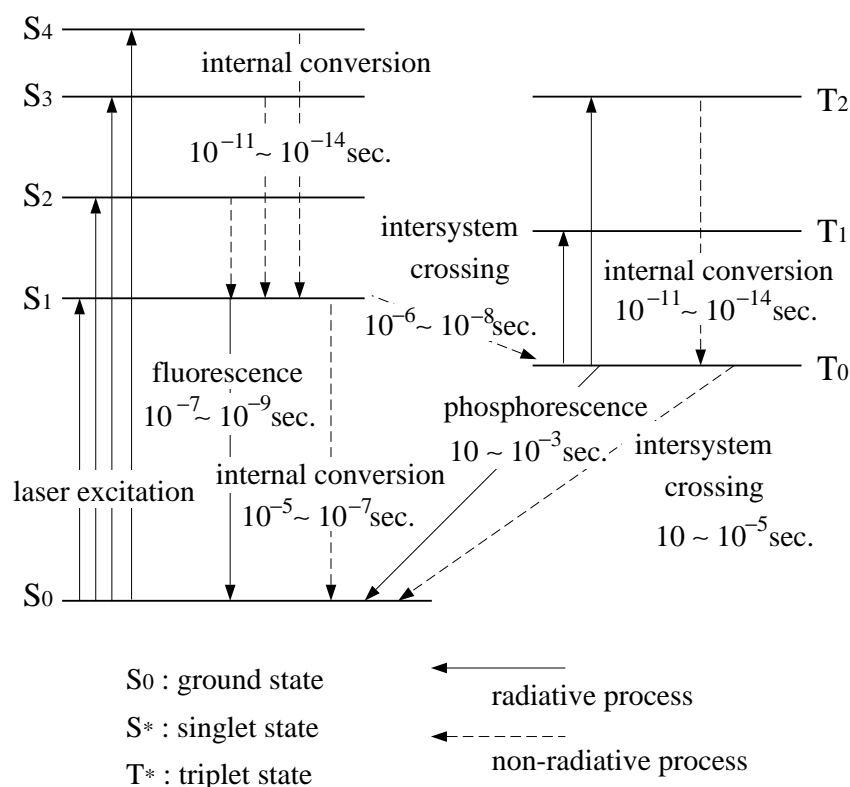 S4
internal conversion
S3
T2
10⁻¹¹~ 10⁻¹⁴sec.
S2
intersystem
crossing
T1
S1
internal conversion
10⁻¹¹~ 10⁻¹⁴sec.
10⁻⁶~ 10⁻⁸sec.
T0
fluorescence
10⁻⁷~ 10⁻⁹sec.
phosphorescence
10 ~ 10⁻³sec.
intersystem
crossing
10 ~ 10⁻⁵sec.
laser excitation
internal conversion
10⁻⁵~ 10⁻⁷sec.
S0
S0 : ground state
radiative process
S* : singlet state
non-radiative process
T* : triplet state